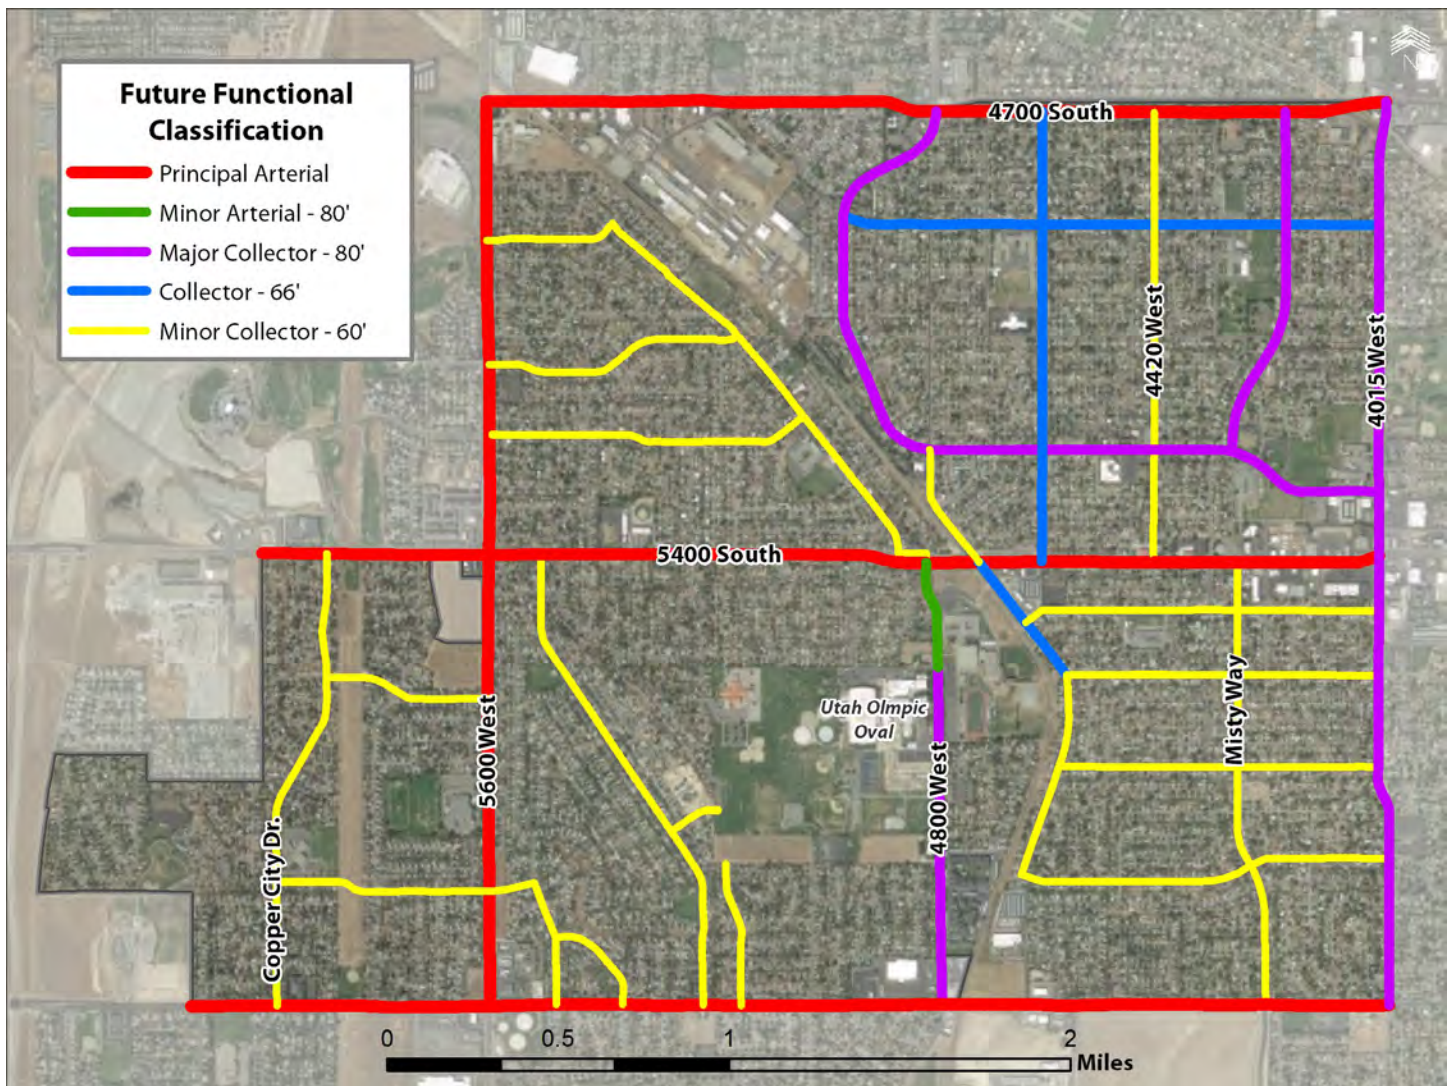 Future Functional
Classification
Principal Arterial
Minor Arterial - 80'
Major Collector - 80'
Collector - 66'
Minor Collector - 60'
N
4700 South
4420 West
4015 West
5400 South
5600 West
Utah Olmpic
Oval
4800 West
Misty Way
Copper City Dr.
0 0.5 1 2
Miles